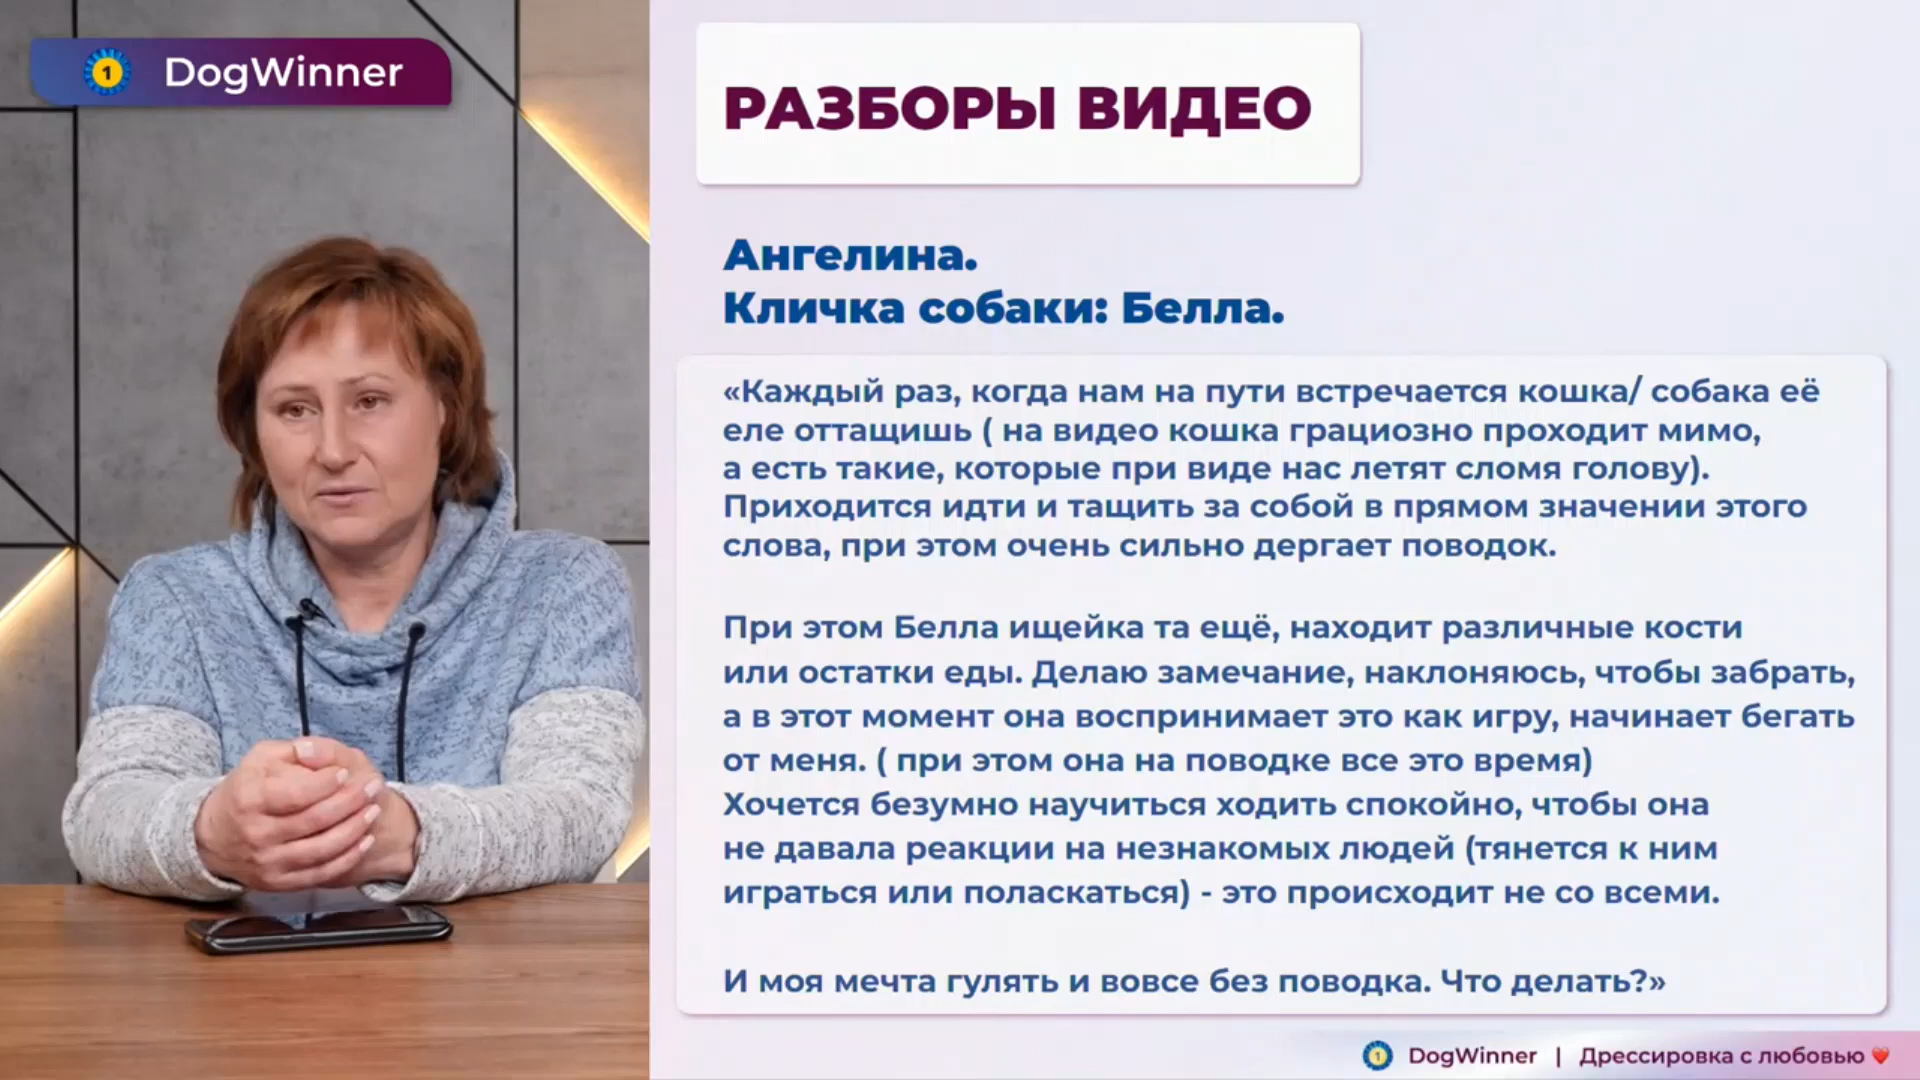 1 DogWinner
РАЗБОРЫ ВИДЕО
Ангелина.
Кличка собаки: Белла.
«Каждый раз, когда нам на пути встречается кошка/ собака её
еле оттащишь ( на видео кошка грациозно проходит мимо,
а есть такие, которые при виде нас летят сломя голову).
Приходится идти и тащить за собой в прямом значении этого
слова, при этом очень сильно дергает поводок.
При этом Белла ищейка та ещё, находит различные кости
или остатки еды. Делаю замечание, наклоняюсь, чтобы забрать,
а в этот момент она воспринимает это как игру, начинает бегать
от меня. ( при этом она на поводке все это время)
Хочется безумно научиться ходить спокойно, чтобы она
не давала реакции на незнакомых людей (тянется к ним
играться или поласкаться) - это происходит не со всеми.
И моя мечта гулять и вовсе без поводка. Что делать?»
1 DogWinner | Дрессировка с любовью ❤️